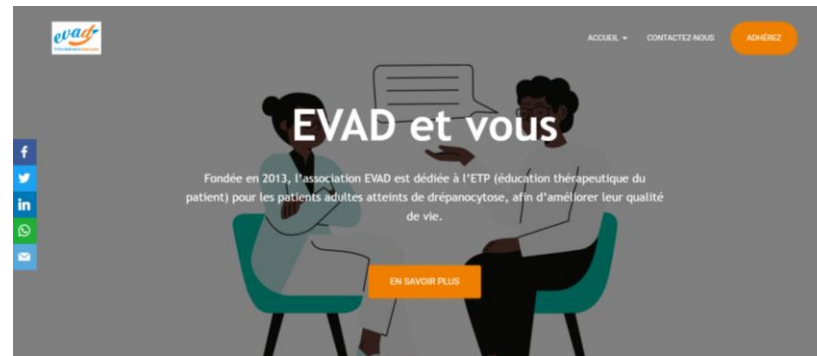 evad
ACCUEIL
CONTACTEZ-NOUS
ADHÉREZ
EVAD et vous
Fondée en 2013, l'association EVAD est dédiée à l'ETP (éducation thérapeutique du
patient) pour les patients adultes atteints de drépanocytose, afin d'améliorer leur qualité
de vie.
EN SAVOIR PLUS